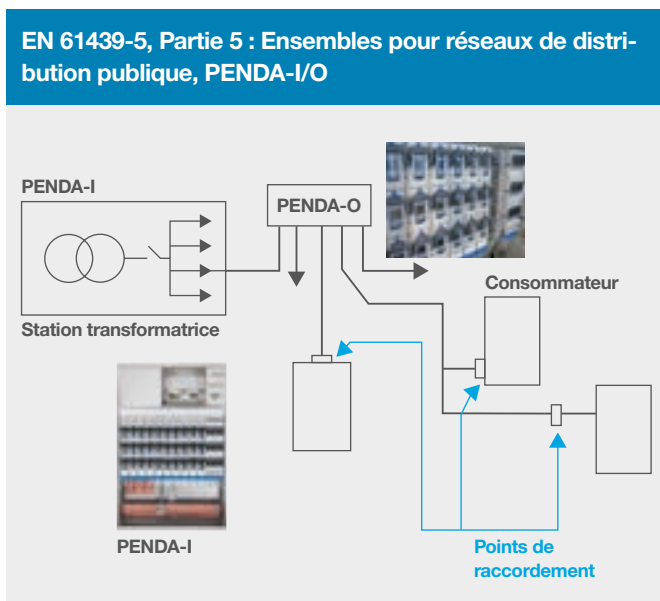 EN 61439-5, Partie 5 : Ensembles pour réseaux de distri-
bution publique, PENDA-I/O
PENDA-I
PENDA-O
Station transformatrice
Consommateur
PENDA-I
Points de
raccordement